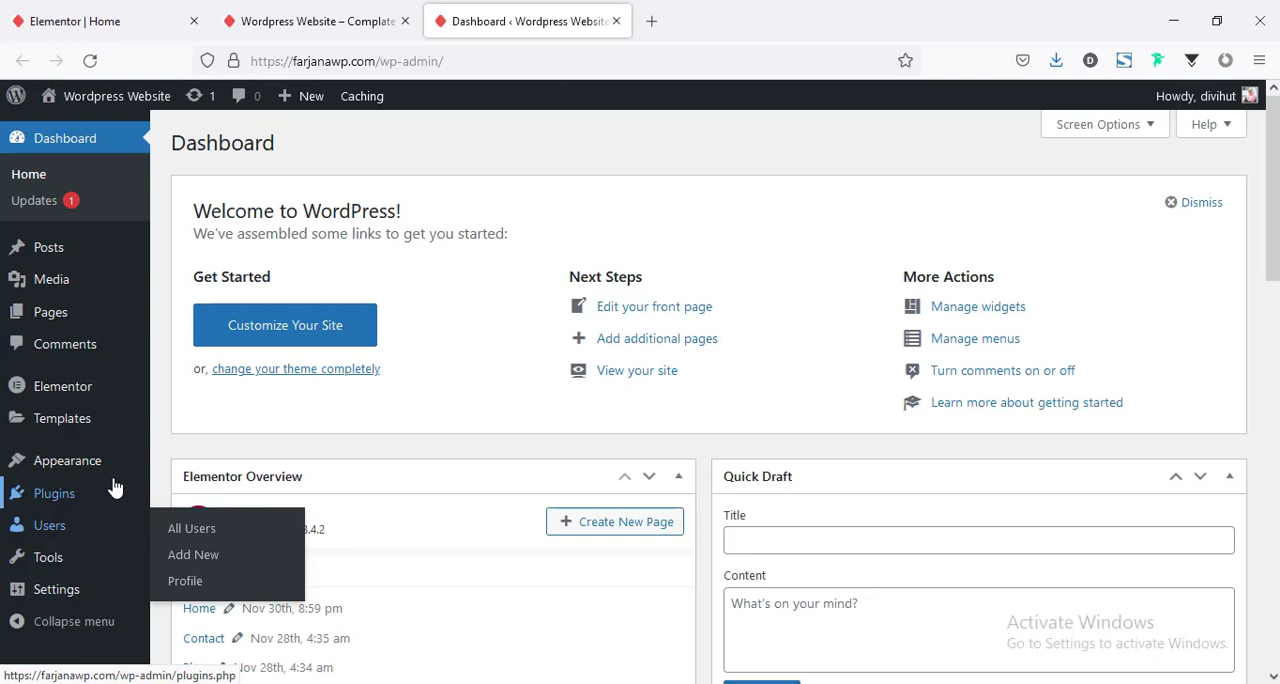 Elementor | Home
Wordpress Website – Complate
Dashboard ‹ Wordpress Website
https://farjanawp.com/wp-admin/
Wordpress Website
1
0
New
Caching
Howdy, divihut
Dashboard
Home
Updates 1
Posts
Media
Pages
Comments
Elementor
Templates
Appearance
Plugins
Users
Tools
Settings
Collapse menu
All Users
Add New
Profile
Dashboard
Screen Options
Help
Welcome to WordPress!
We've assembled some links to get you started:
Dismiss
Get Started
Customize Your Site
or, change your theme completely
Next Steps
Edit your front page
Add additional pages
View your site
More Actions
Manage widgets
Manage menus
Turn comments on or off
Learn more about getting started
Elementor Overview
.4.2
Create New Page
Home Nov 30th, 8:59 pm
Contact Nov 28th, 4:35 am
Nov 28th, 4:34 am
Quick Draft
Title
Content
What's on your mind?
Activate Windows
Go to Settings to activate Windows.
https://farjanawp.com/wp-admin/plugins.php